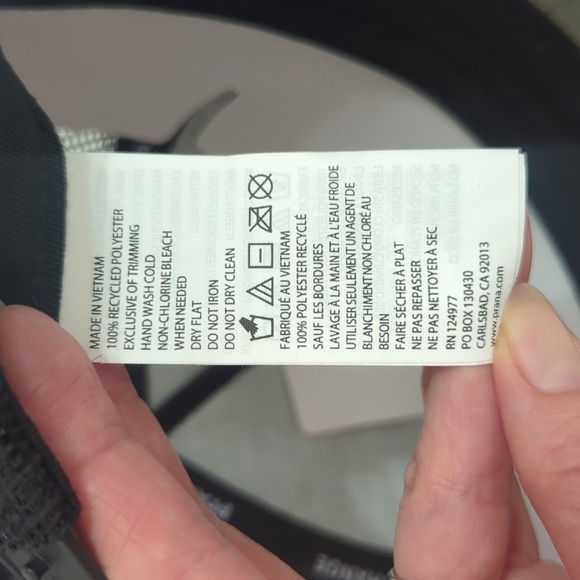 MADE IN VIETNAM
100% RECYCLED POLYESTER
EXCLUSIVE OF TRIMMING
HAND WASH COLD
NON-CHLORINE BLEACH
WHEN NEEDED
DRY FLAT
DO NOT IRON
DO NOT DRY CLEAN
FABRIQUÉ AU VIETNAM
100% POLYESTER RECYCLÉ
SAUF LES BORDURES
LAVAGE À LA MAIN ET À L'EAU FROIDE
UTILISER SEULEMENT UN AGENT DE
BLANCHIMENT NON CHLORÉ AU
BESOIN
FAIRE SÉCHER À PLAT
NE PAS REPASSER
NE PAS NETTOYER À SEC
RN 124977
PO BOX 130430
CARLSBAD, CA 92013
www.prana.com